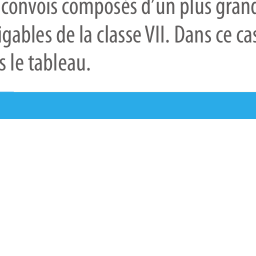 convois composés d'un plus grand
igables de la classe VII. Dans ce cas
s le tableau.